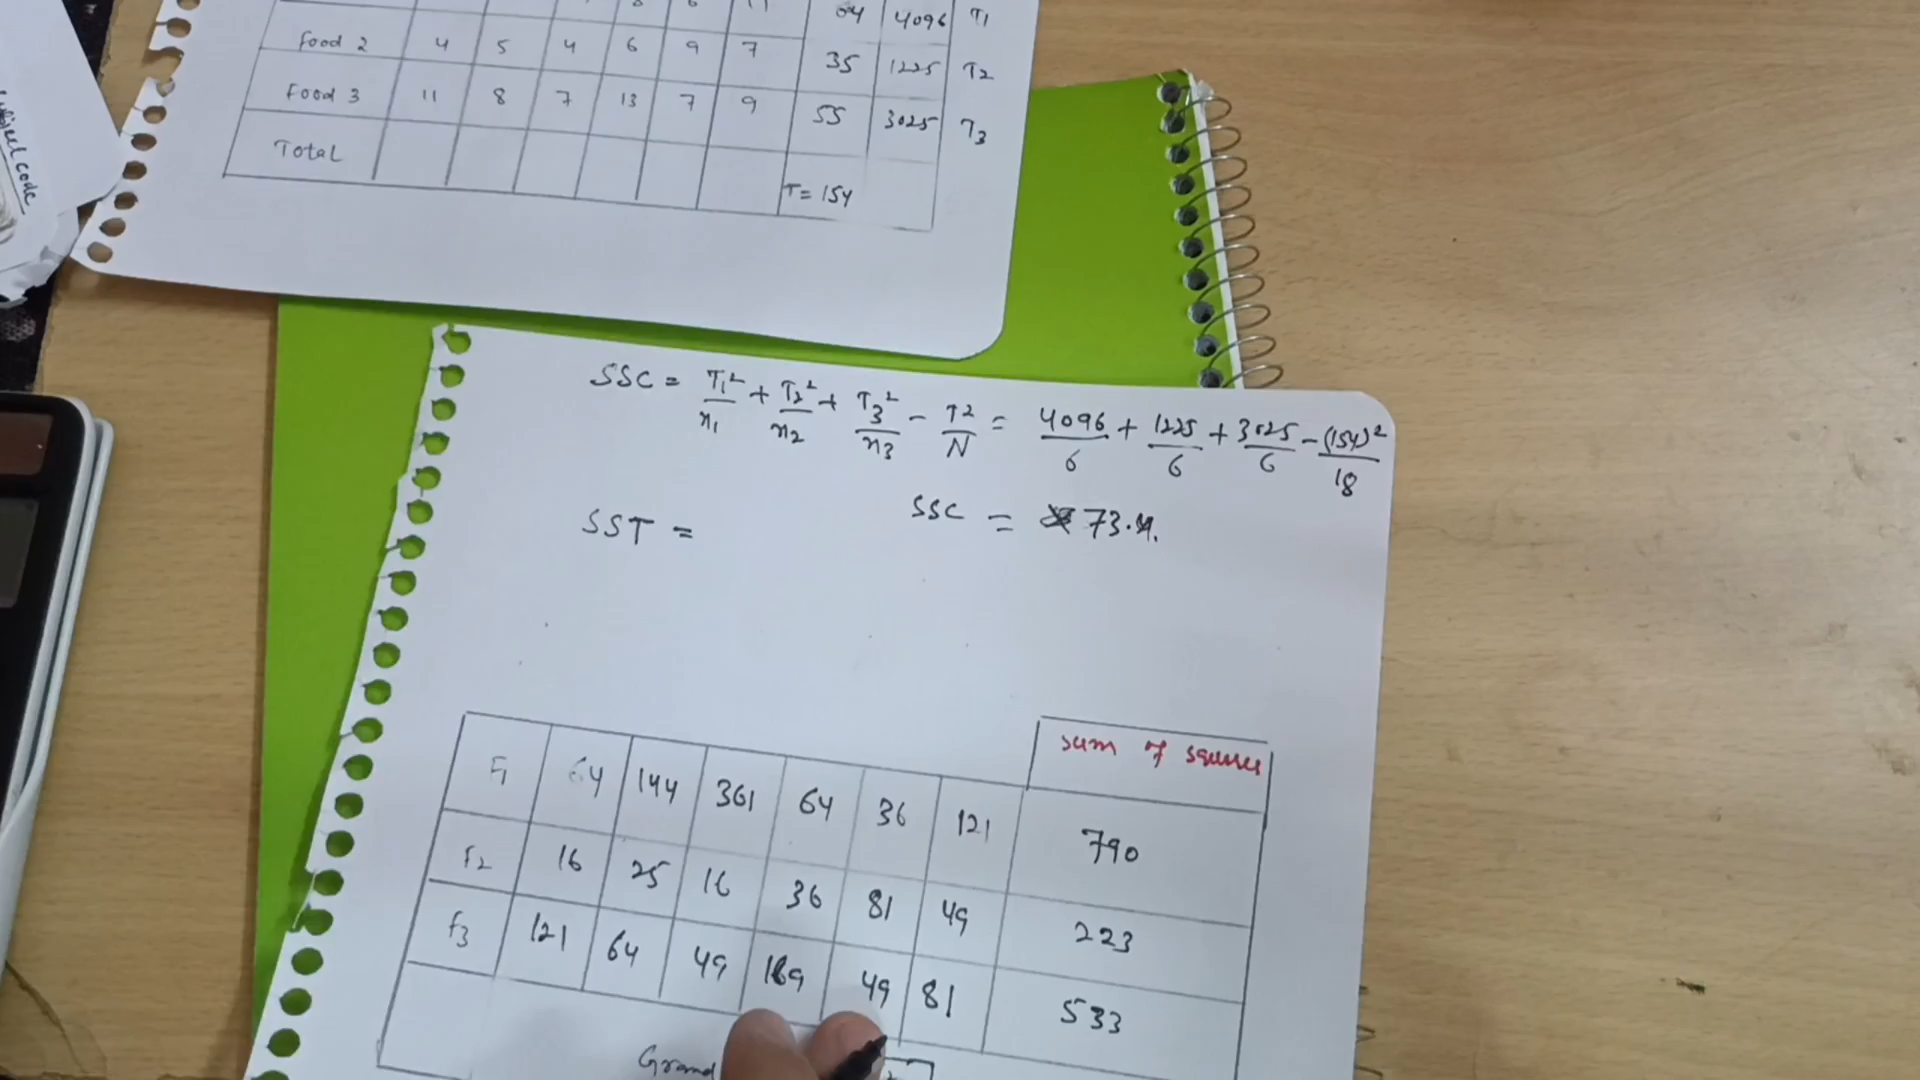 8 6 11 64 4096 T1
Food 2 4 5 4 6 9 7 35 1225 T2
Food 3 11 8 7 13 7 9 55 3025 T3
Total T = 154
SSC = T1²/n1 + T2²/n2 + T3²/n3 - T²/N = 4096/6 + 1225/6 + 3025/6 - (154)²/18
SSC = 73.4.
SST =
sum of squares
F1 64 144 361 64 36 121 790
F2 16 25 16 36 81 49 223
F3 121 64 49 169 49 81 533
Grand
code